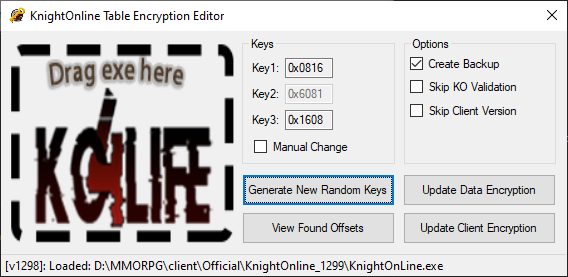 KnightOnline Table Encryption Editor
Drag exe here
KOLIFE
Keys
Key1: 0x0816
Key2: 0x6081
Key3: 0x1608
Manual Change
Options
Create Backup
Skip KO Validation
Skip Client Version
Generate New Random Keys
Update Data Encryption
View Found Offsets
Update Client Encryption
[v1298]: Loaded: D:\MMORPG\client\Official\KnightOnline_1299\KnightOnLine.exe